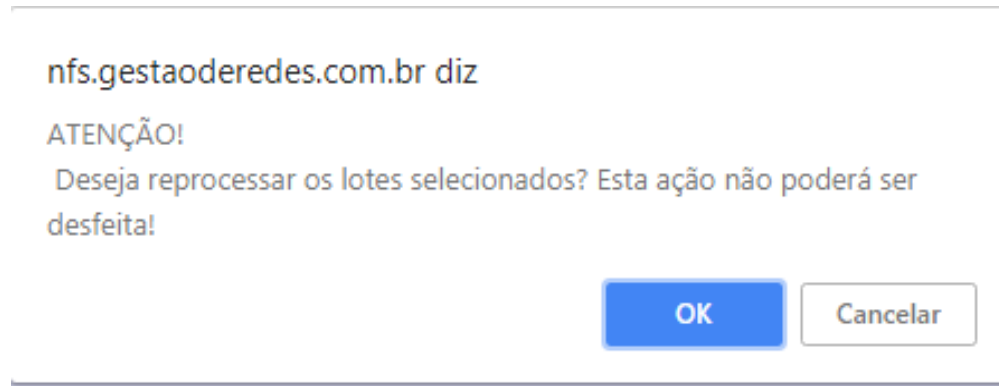 nfs.gestaoderedes.com.br diz
ATENÇÃO!
Deseja reprocessar os lotes selecionados? Esta ação não poderá ser
desfeita!
OK Cancelar